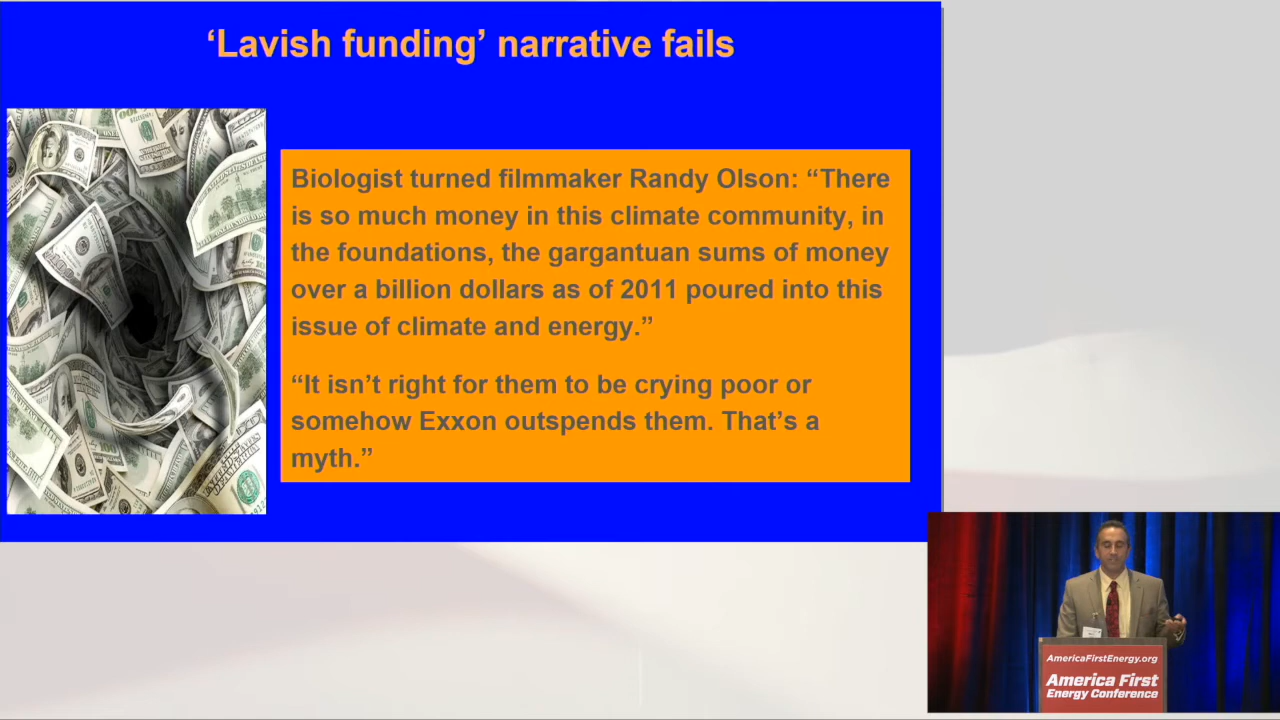 ‘Lavish funding’ narrative fails
Biologist turned filmmaker Randy Olson: “There
is so much money in this climate community, in
the foundations, the gargantuan sums of money
over a billion dollars as of 2011 poured into this
issue of climate and energy.”
“It isn’t right for them to be crying poor or
somehow Exxon outspends them. That’s a
myth.”
AmericaFirstEnergy.org
America First
Energy Conference